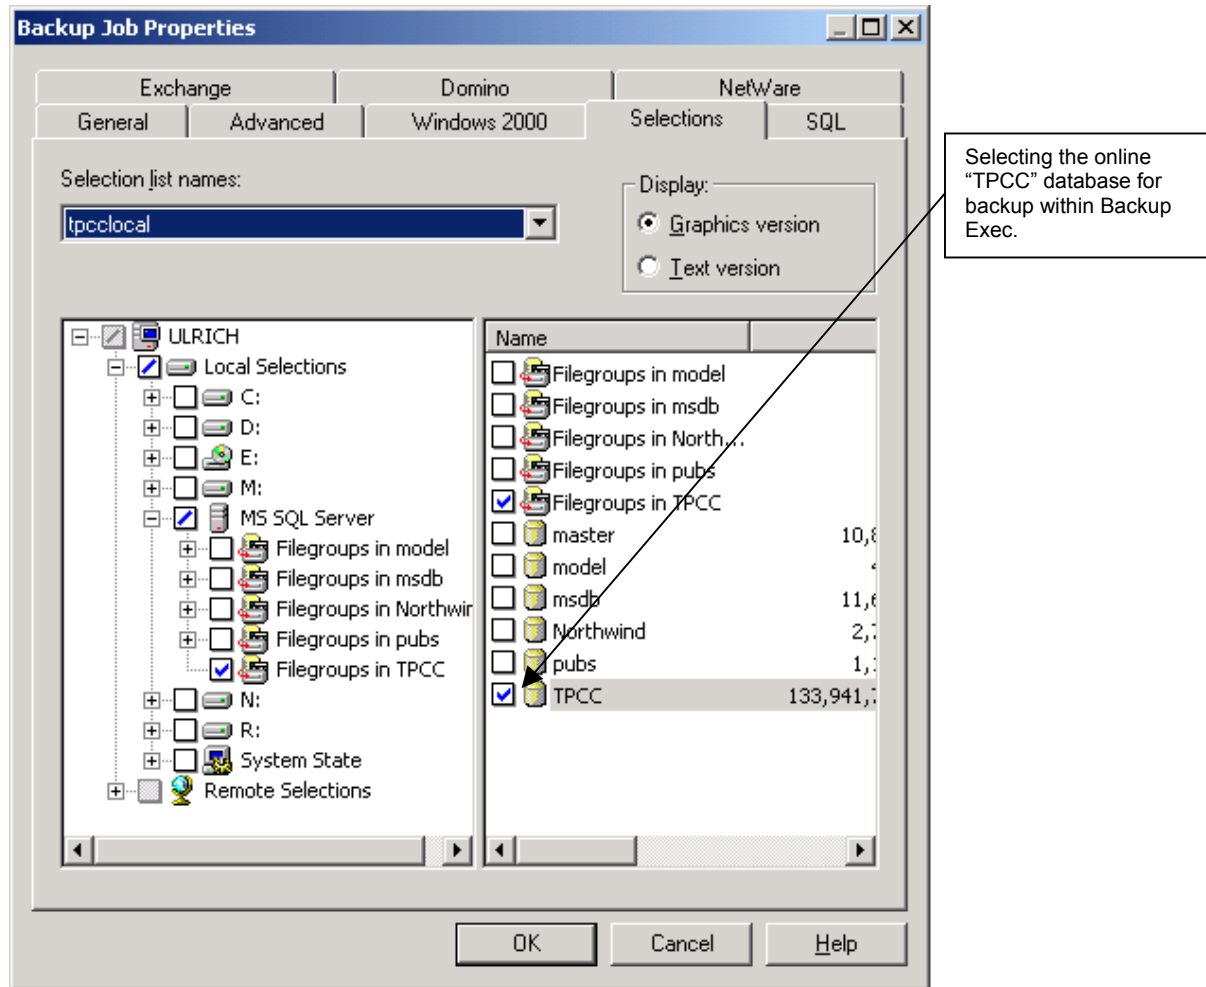 Backup Job Properties
Exchange
Domino
NetWare
General
Advanced
Windows 2000
Selections
SQL
Selection list names:
tpcclocal
Display:
Graphics version
Text version
Selecting the online
“TPCC” database for
backup within Backup
Exec.
ULRICH
Local Selections
C:
D:
E:
M:
MS SQL Server
Filegroups in model
Filegroups in msdb
Filegroups in Northwir
Filegroups in pubs
Filegroups in TPCC
N:
R:
System State
Remote Selections
Name
Filegroups in model
Filegroups in msdb
Filegroups in North...
Filegroups in pubs
Filegroups in TPCC
master 10,
model
msdb 11,
Northwind 2,
pubs 1,
TPCC 133,941,
OK
Cancel
Help